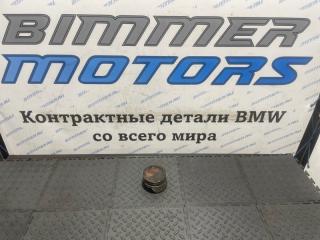 BIMMER
MOTORS
Контрактные детали BMW
со всего мира